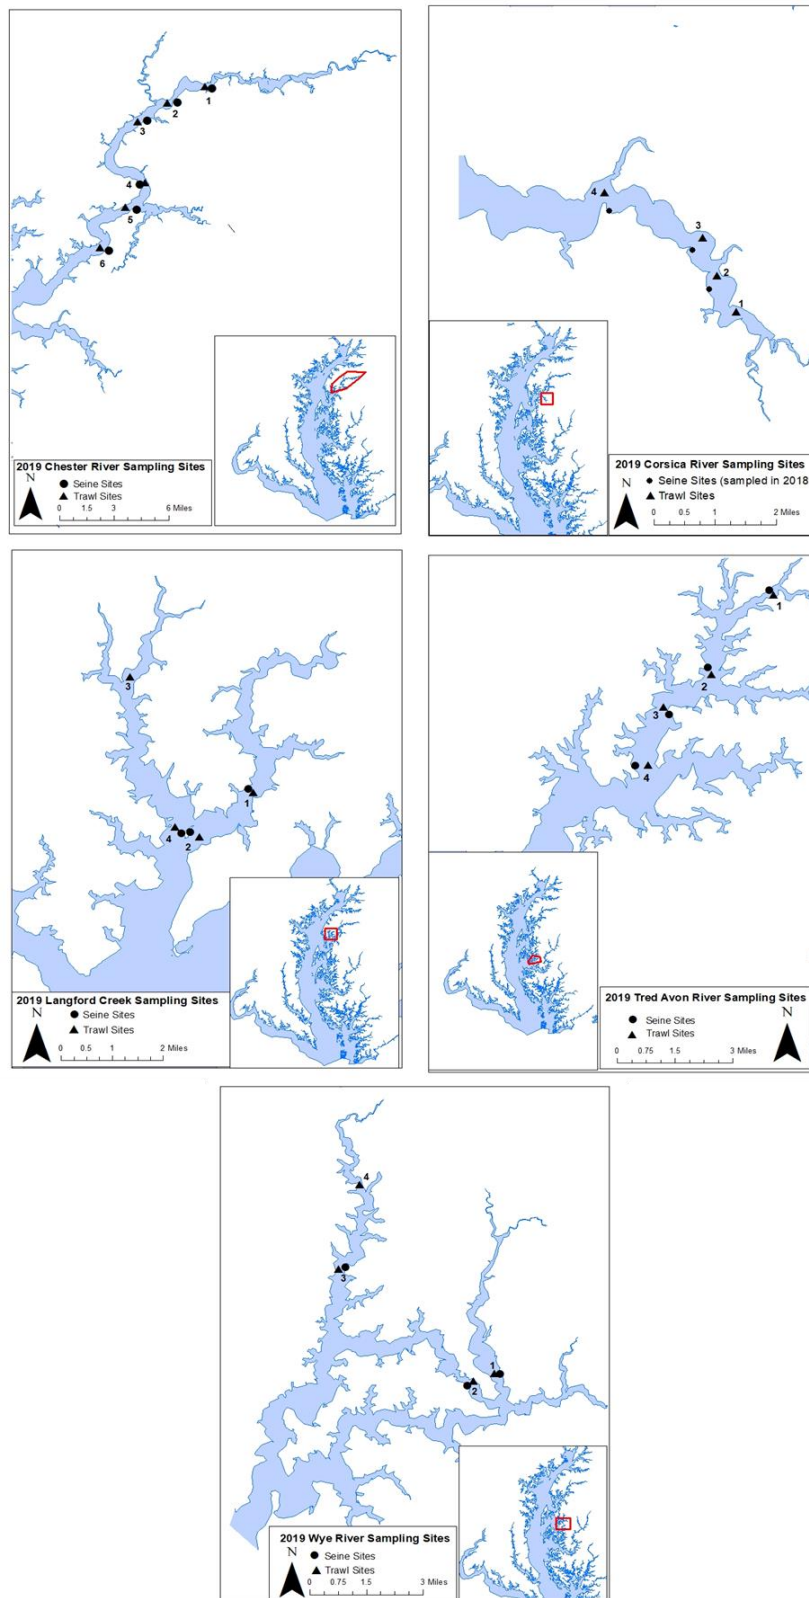 1
2
3
4
5
6
2019 Chester River Sampling Sites
N
Seine Sites
Trawl Sites
0 1.5 3 6 Miles
4
3
2
1
2019 Corsica River Sampling Sites
N
Seine Sites (sampled in 2018
Trawl Sites
0 0.5 1 2 Miles
3
1
4 2
2019 Langford Creek Sampling Sites
N
Seine Sites
Trawl Sites
0 0.5 1 2 Miles
1
2
3
4
2019 Tred Avon River Sampling Sites
Seine Sites
N
Trawl Sites
0 0.75 1.5 3 Miles
4
3
1
2
2019 Wye River Sampling Sites
N
Seine Sites
Trawl Sites
0 0.75 1.5 3 Miles